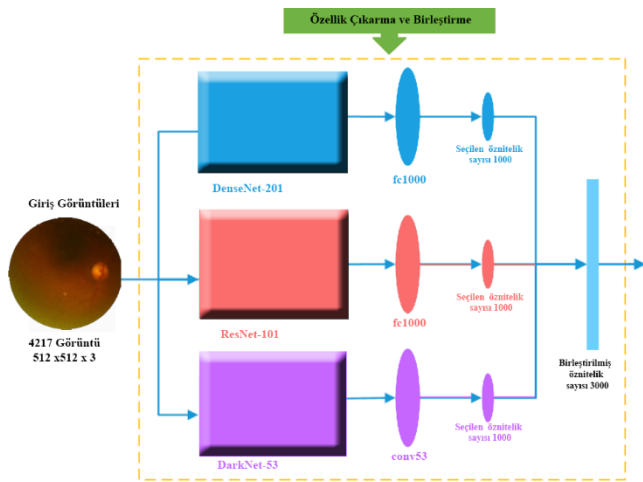 Özellik Çıkarma ve Birleştirme
DenseNet-201
fc1000
Seçilen öznitelik
sayısı 1000
Giriş Görüntüleri
4217 Görüntü
512 x512 x 3
ResNet-101
fc1000
Seçilen öznitelik
sayısı 1000
Birleştirilmiş
öznitelik
sayısı 3000
DarkNet-53
conv53
Seçilen öznitelik
sayısı 1000